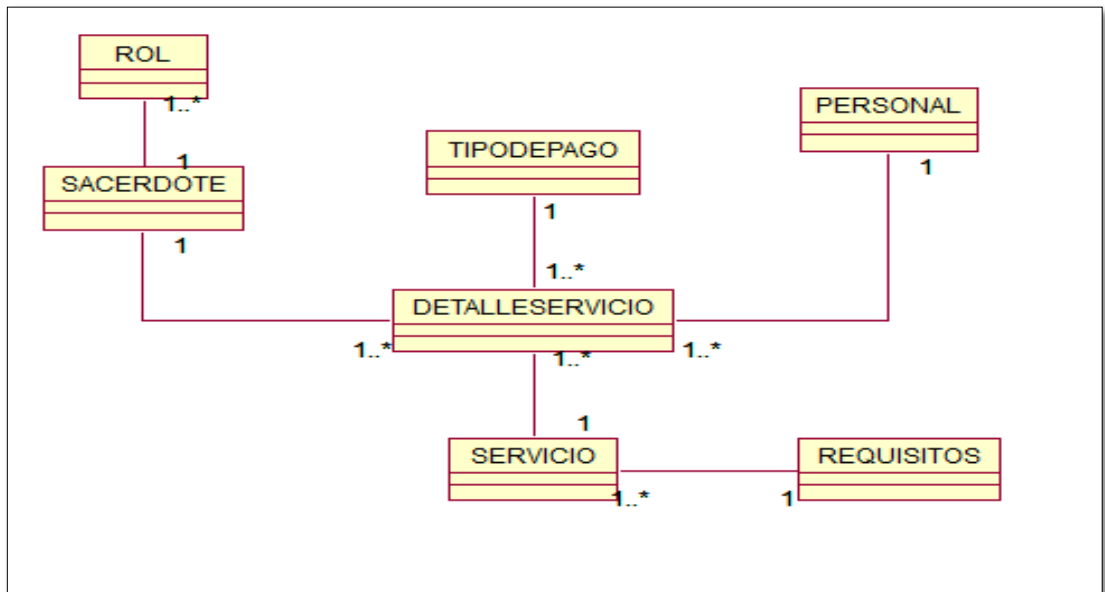 ROL
1..*
1
SACERDOTE
1
TIPODEPAGO
1
1..*
PERSONAL
1
DETALLESERVICIO
1..*
1..*
1..*
1
SERVICIO
1..*
1
REQUISITOS